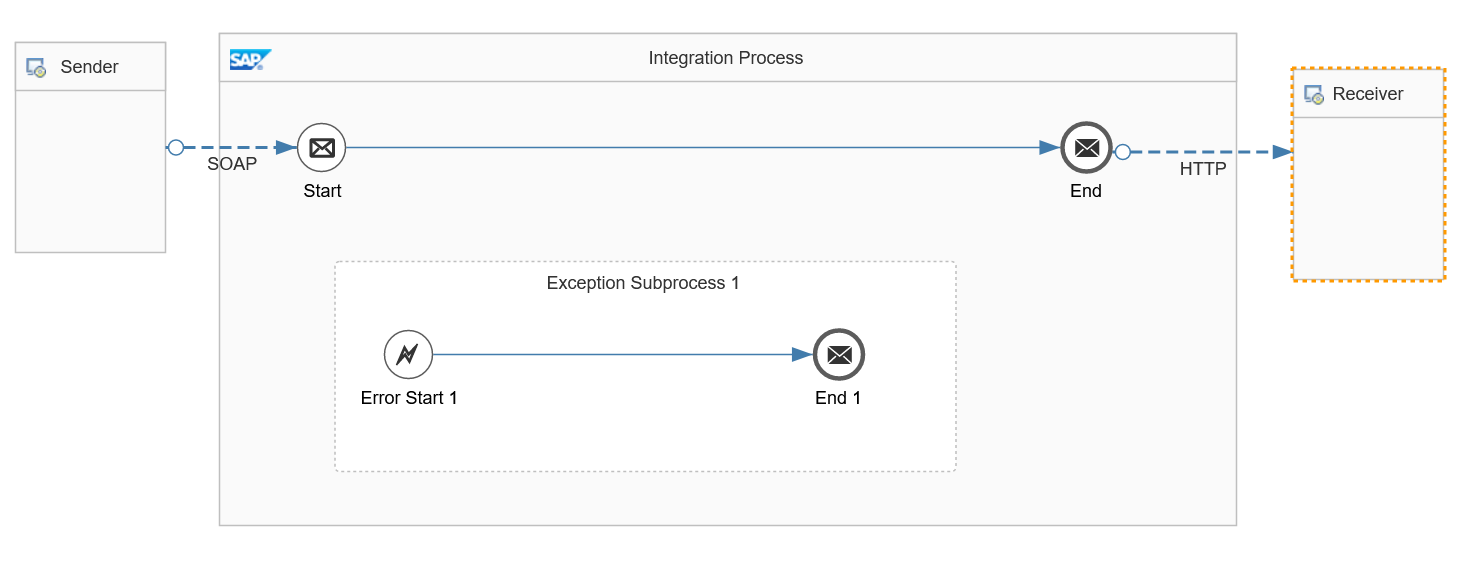 Sender
SAP
Integration Process
Receiver
SOAP
Start
End
HTTP
Exception Subprocess 1
Error Start 1
End 1